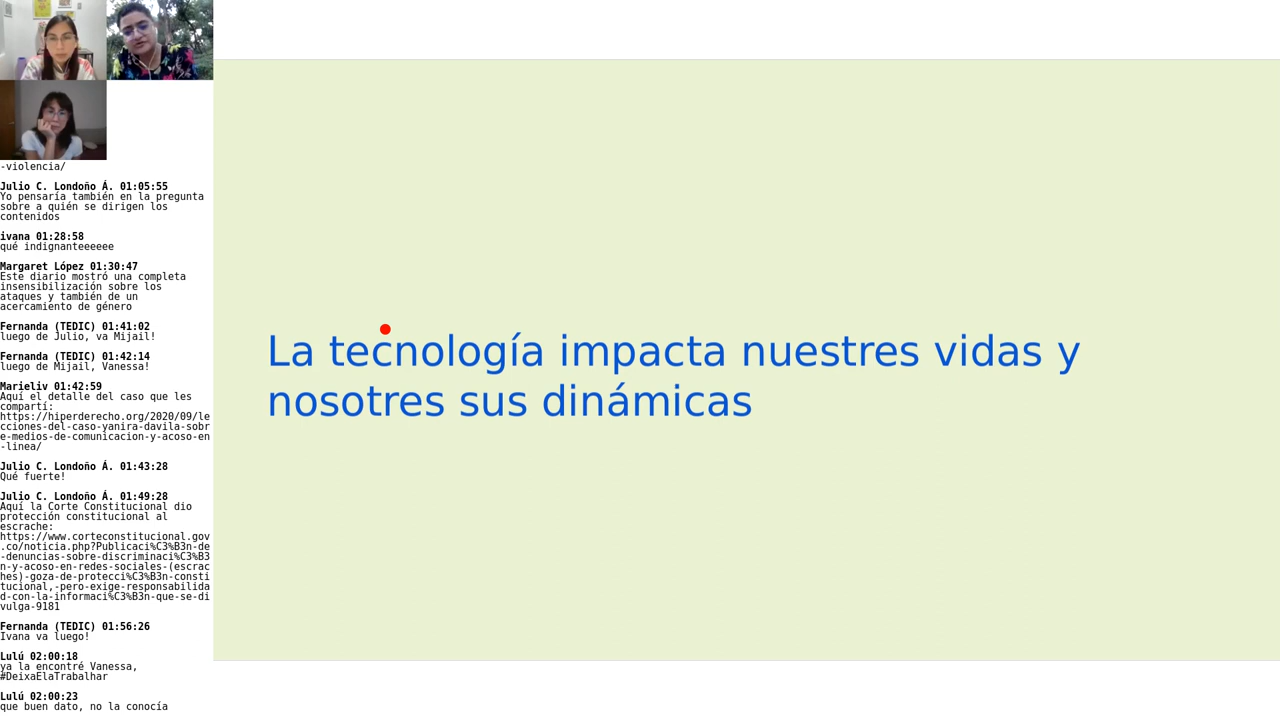 -violencia/
Julio C. Londoño Á. 01:05:55
Yo pensaría también en la pregunta
sobre a quién se dirigen los
contenidos
ivana 01:28:58
qué indignanteeeeee
Margaret López 01:30:47
Este diario mostró una completa
insensibilización sobre los
ataques y también de un
acercamiento de género
Fernanda (TEDIC) 01:41:02
luego de Julio, va Mijail!
Fernanda (TEDIC) 01:42:14
luego de Mijail, Vanessa!
Marieliv 01:42:59
Aquí el detalle del caso que les
compartí:
https://hiperderecho.org/2020/09/le
cciones-del-caso-yanira-davila-sobr
e-medios-de-comunicacion-y-acoso-en
-linea/
Julio C. Londoño Á. 01:43:28
Qué fuerte!
Julio C. Londoño Á. 01:49:28
Aquí la Corte Constitucional dio
protección constitucional al
escrache:
https://www.corteconstitucional.gov
.co/noticia.php?Publicaci%C3%B3n-de
-denuncias-sobre-discriminaci%C3%B3
n-y-acoso-en-redes-sociales-(escrac
hes)-goza-de-protecci%C3%B3n-consti
tucional,-pero-exige-responsabilida
d-con-la-informaci%C3%B3n-que-se-di
vulga-9181
Fernanda (TEDIC) 01:56:26
Ivana va luego!
Lulú 02:00:18
ya la encontré Vanessa,
#DeixaElaTrabalhar
Lulú 02:00:23
que buen dato, no la conocía
La tecnología impacta nuestres vidas y
nosotres sus dinámicas